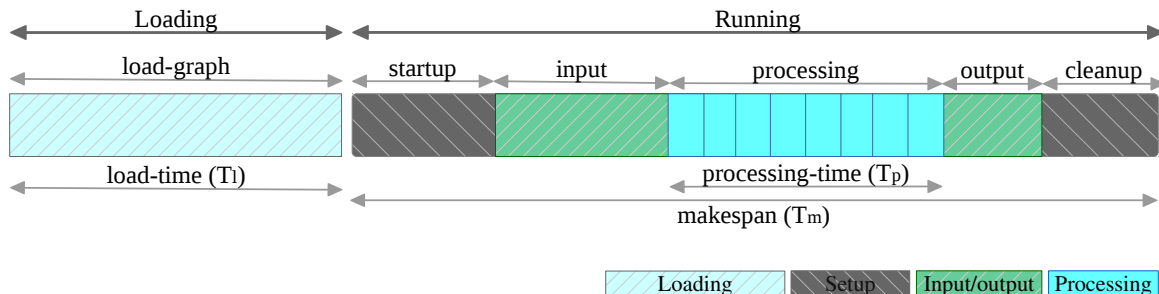 Loading Running
load-graph startup input processing output cleanup
load-time (Tl) processing-time (Tp)
makespan (Tm)
Loading Setup Input/output Processing